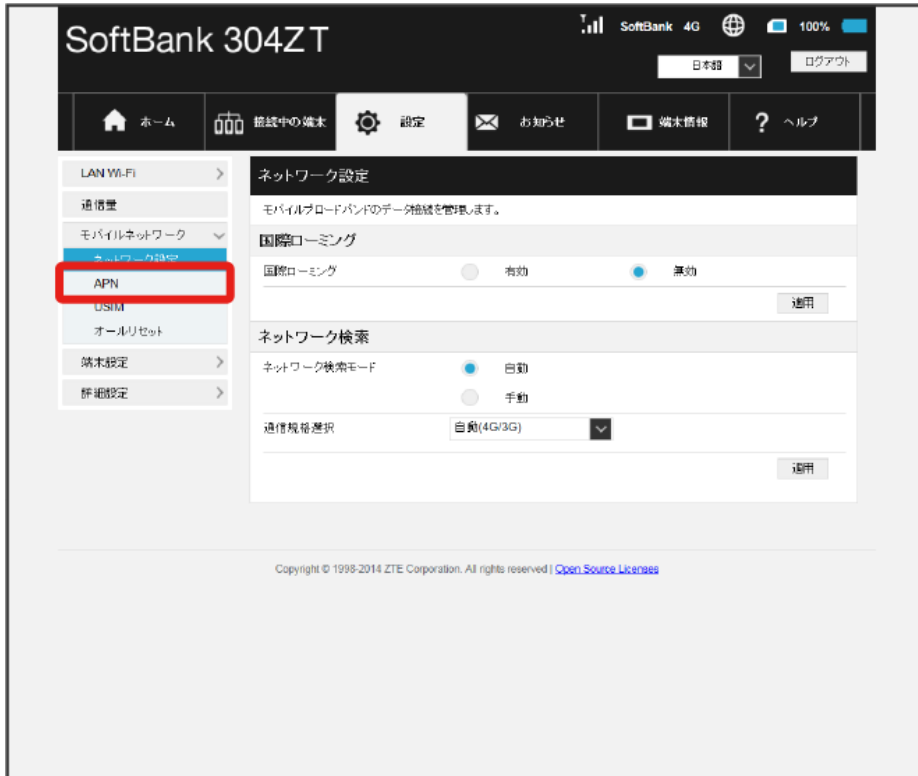 SoftBank 304ZT
SoftBank 4G 100%
日本語 ログアウト
ホーム 接続中の端末 設定 お知らせ 端末情報 ? ヘルプ
LAN Wi-Fi
通信量
モバイルネットワーク
ネットワーク設定
APN
USIM
オールリセット
端末設定
詳細設定
ネットワーク設定
モバイルブロードバンドのデータ接続を管理します。
国際ローミング
国際ローミング 有効 無効
適用
ネットワーク検索
ネットワーク検索モード 自動
手動
通信規格選択 自動(4G/3G)
適用
Copyright © 1998-2014 ZTE Corporation. All rights reserved | Open Source Licenses